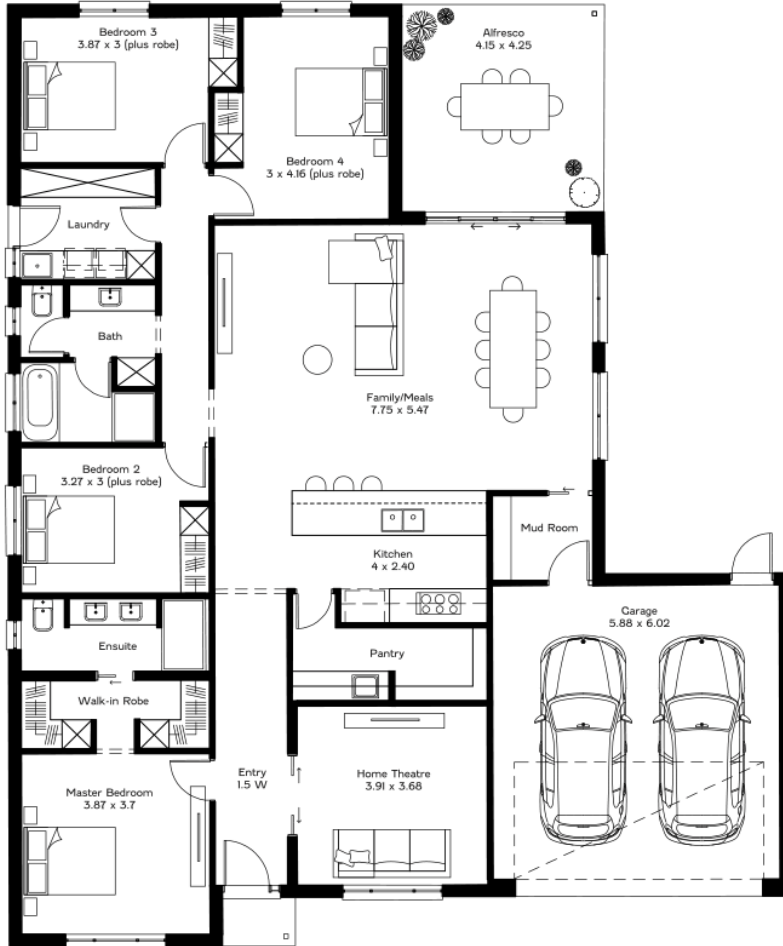 Bedroom 3
3.87 x 3 (plus robe)
Alfresco
4.15 x 4.25
Bedroom 4
3 x 4.16 (plus robe)
Laundry
Bath
Family/Meals
7.75 x 5.47
Bedroom 2
3.27 x 3 (plus robe)
Mud Room
Kitchen
4 x 2.40
Garage
5.88 x 6.02
Ensuite
Pantry
Walk-in Robe
Entry
1.5 W
Home Theatre
3.91 x 3.68
Master Bedroom
3.87 x 3.7